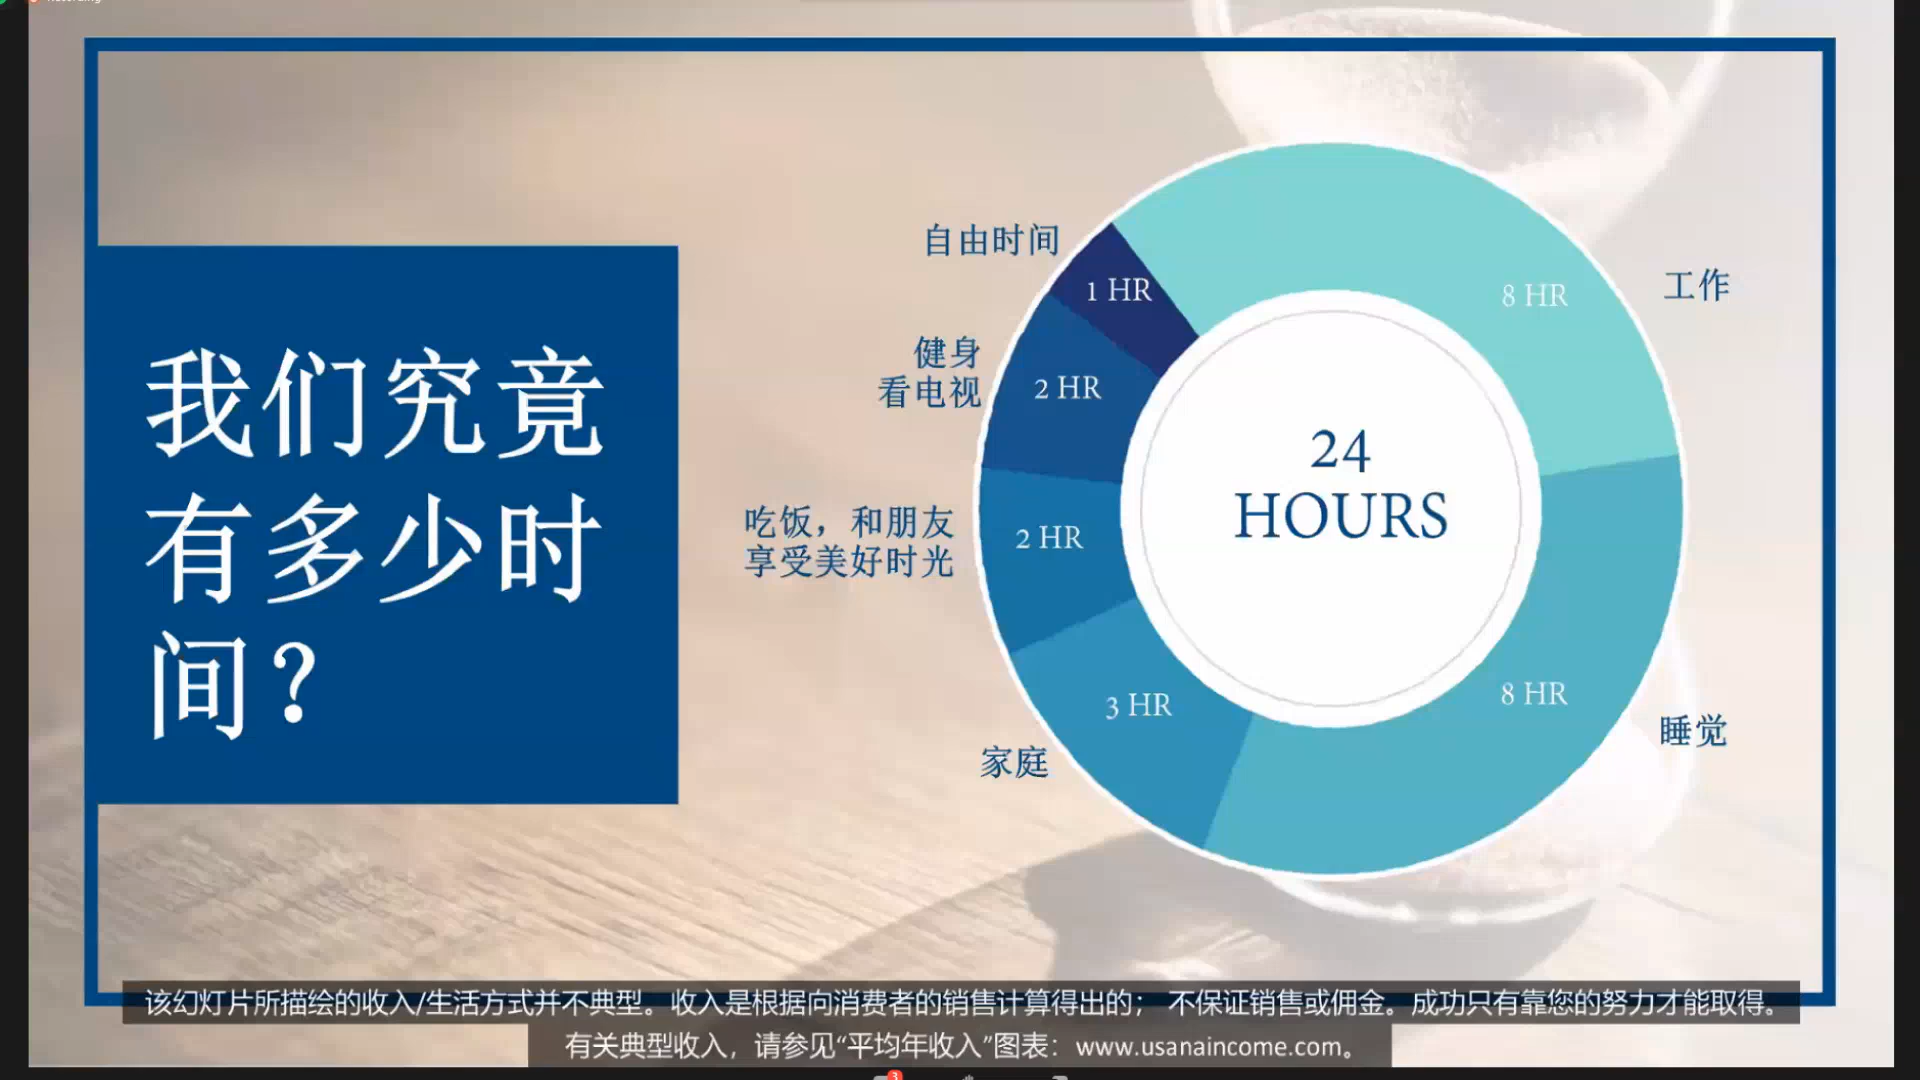 我们究竟
有多少时
间？
自由时间
1 HR
8 HR
工作
健身
看电视
2 HR
24
HOURS
吃饭，和朋友
享受美好时光
2 HR
3 HR
家庭
8 HR
睡觉
该幻灯片所描绘的收入/生活方式并不典型。收入是根据向消费者的销售计算得出的； 不保证销售或佣金。成功只有靠您的努力才能取得。
有关典型收入，请参见“平均年收入”图表：www.usanaincome.com。
3